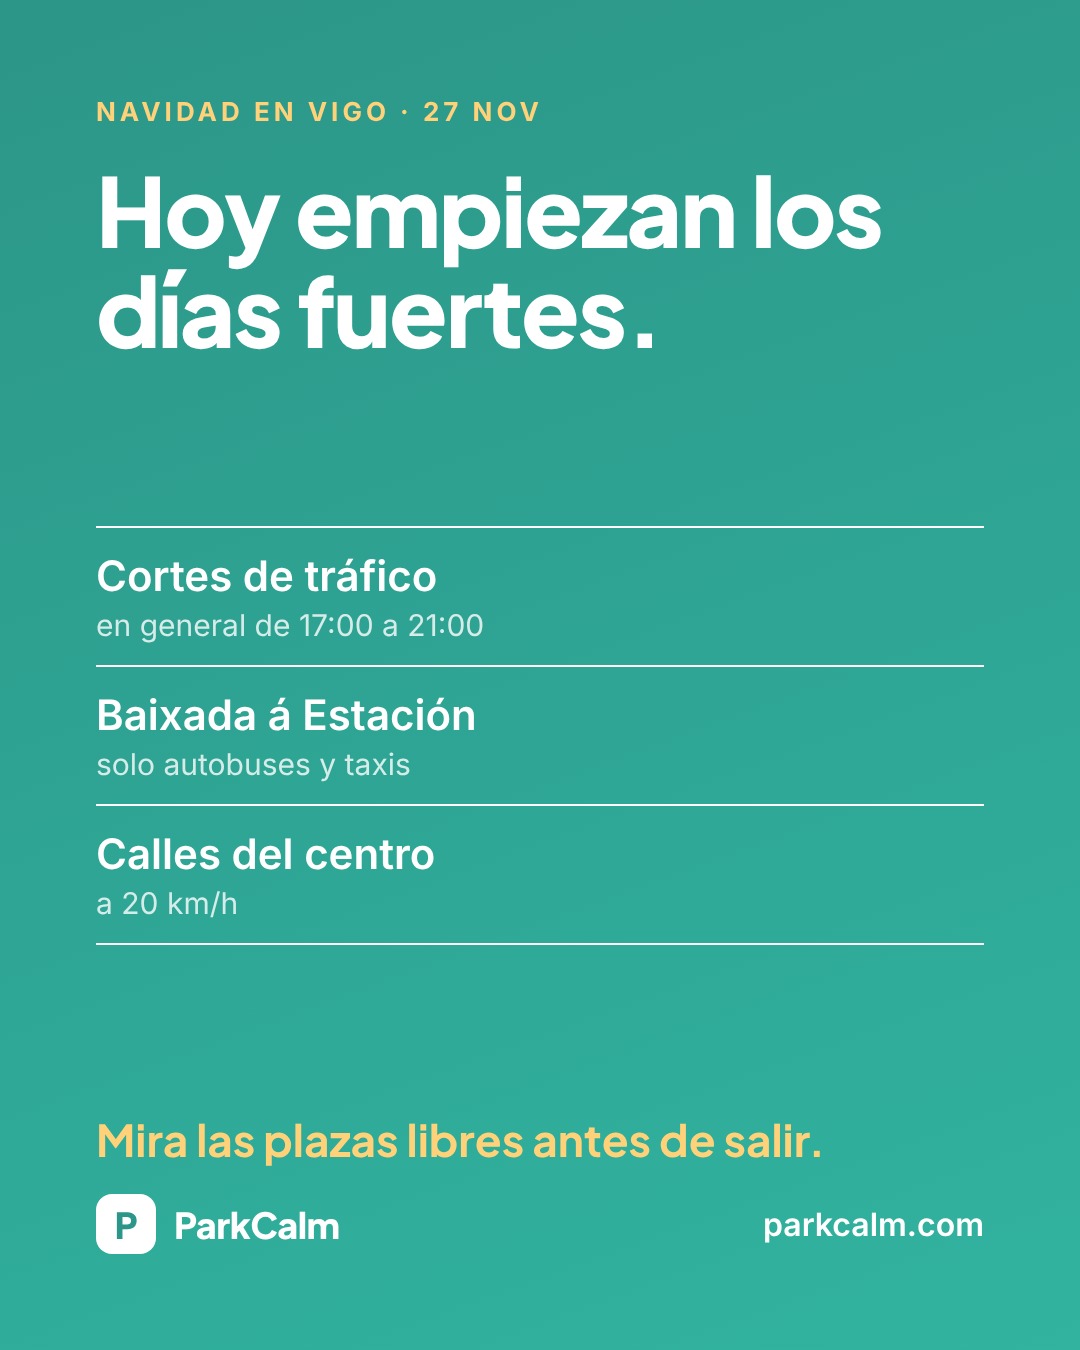 NAVIDAD EN VIGO · 27 NOV
Hoy empiezan los
días fuertes.
Cortes de tráfico
en general de 17:00 a 21:00
Baixada á Estación
solo autobuses y taxis
Calles del centro
a 20 km/h
Mira las plazas libres antes de salir.
P ParkCalm
parkcalm.com